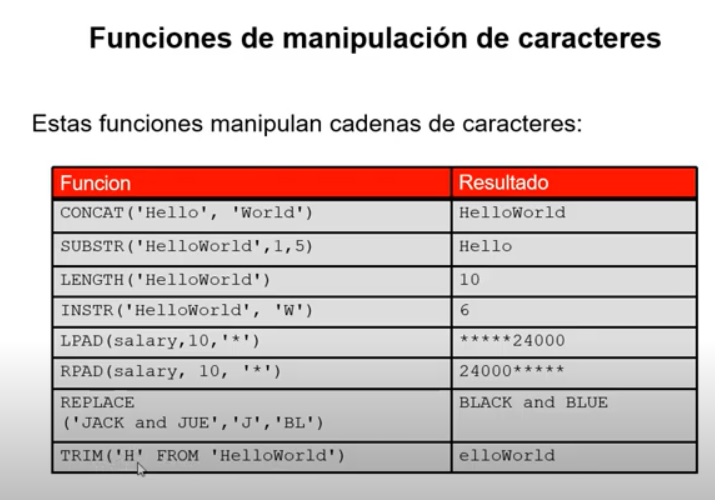 Funciones de manipulación de caracteres
Estas funciones manipulan cadenas de caracteres:
Funcion Resultado
CONCAT('Hello', 'World') HelloWorld
SUBSTR('HelloWorld',1,5) Hello
LENGTH('HelloWorld') 10
INSTR('HelloWorld', 'W') 6
LPAD(salary,10,'*') *****24000
RPAD(salary, 10, '*') 24000*****
REPLACE BLACK and BLUE
('JACK and JUE','J','BL')
TRIM('H' FROM 'HelloWorld') elloWorld